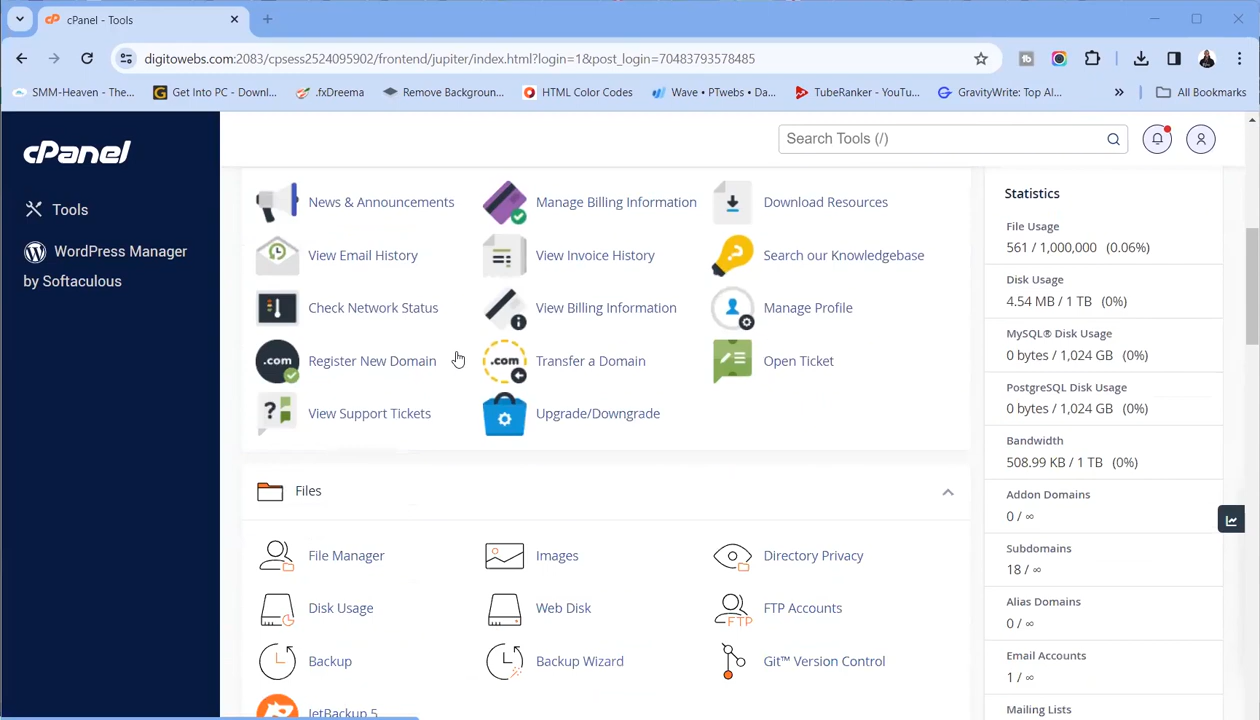 cPanel - Tools
digitowebs.com:2083/cpsess2524095902/frontend/jupiter/index.html?login=1&post_login=70483793578485
SMM-Heaven - The...
Get Into PC - Downl...
.fxDreema
Remove Backgroun...
HTML Color Codes
Wave • PTwebs • Da...
TubeRanker - YouTu...
GravityWrite: Top AI...
»
All Bookmarks
cPanel
Search Tools (/)
Tools
WordPress Manager
by Softaculous
News & Announcements
Manage Billing Information
Download Resources
View Email History
View Invoice History
Search our Knowledgebase
Check Network Status
View Billing Information
Manage Profile
.com
Register New Domain
.com
Transfer a Domain
Open Ticket
View Support Tickets
Upgrade/Downgrade
Files
File Manager
Images
Directory Privacy
Disk Usage
Web Disk
FTP
FTP Accounts
Backup
Backup Wizard
Git™ Version Control
JetBackup 5
Statistics
File Usage
561 / 1,000,000 (0.06%)
Disk Usage
4.54 MB / 1 TB (0%)
MySQL® Disk Usage
0 bytes / 1,024 GB (0%)
PostgreSQL Disk Usage
0 bytes / 1,024 GB (0%)
Bandwidth
508.99 KB / 1 TB (0%)
Addon Domains
0 / ∞
Subdomains
18 / ∞
Alias Domains
0 / ∞
Email Accounts
1 / ∞
Mailing Lists